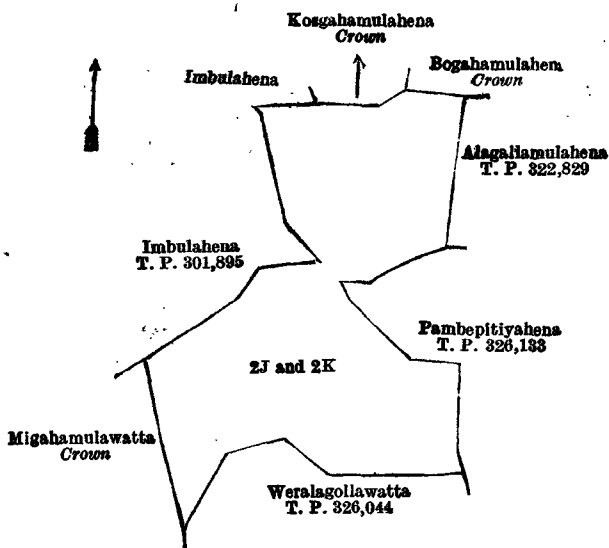 Kosgahamulahena
Crown
Imbulahena
Bogahamulahena
Crown
Alagallamulahena
T. P. 322,829
Imbulahena
T. P. 301,895
Pambepitiyahena
T. P. 326,133
2J and 2K
Migahamulawatta
Crown
Weralagollawatta
T. P. 326,044